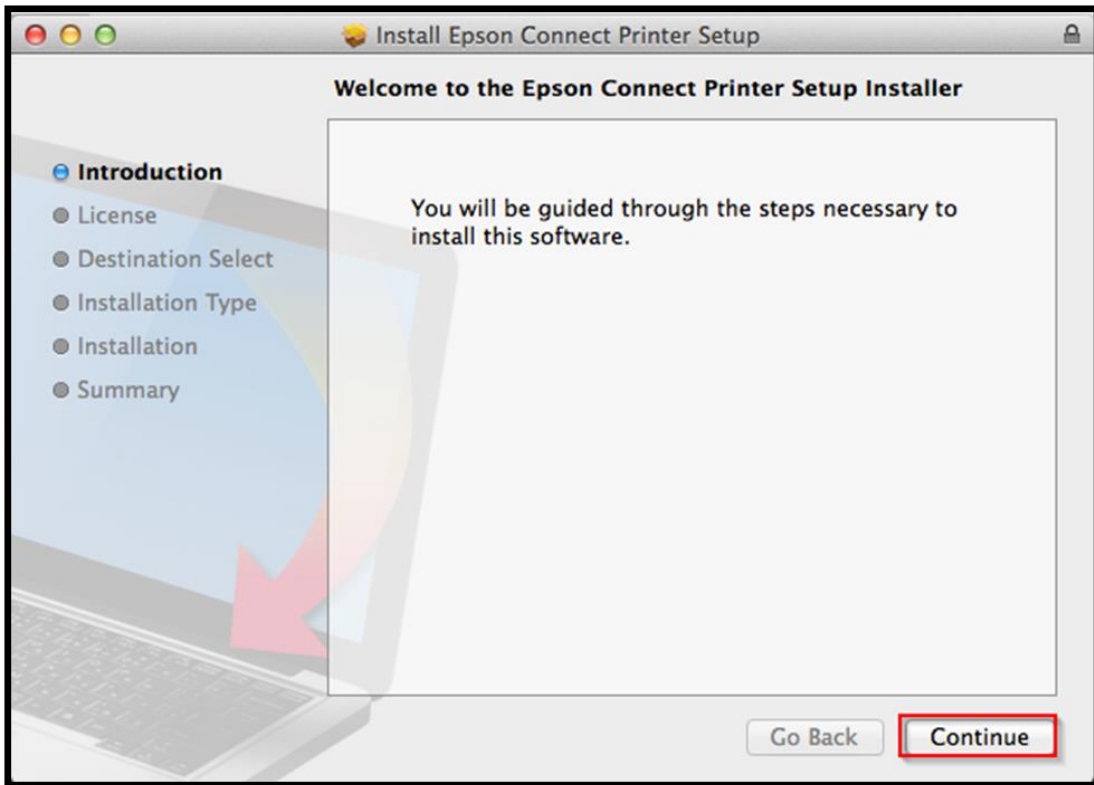 Install Epson Connect Printer Setup
Welcome to the Epson Connect Printer Setup Installer
Introduction
License
Destination Select
Installation Type
Installation
Summary
You will be guided through the steps necessary to
install this software.
Go Back
Continue